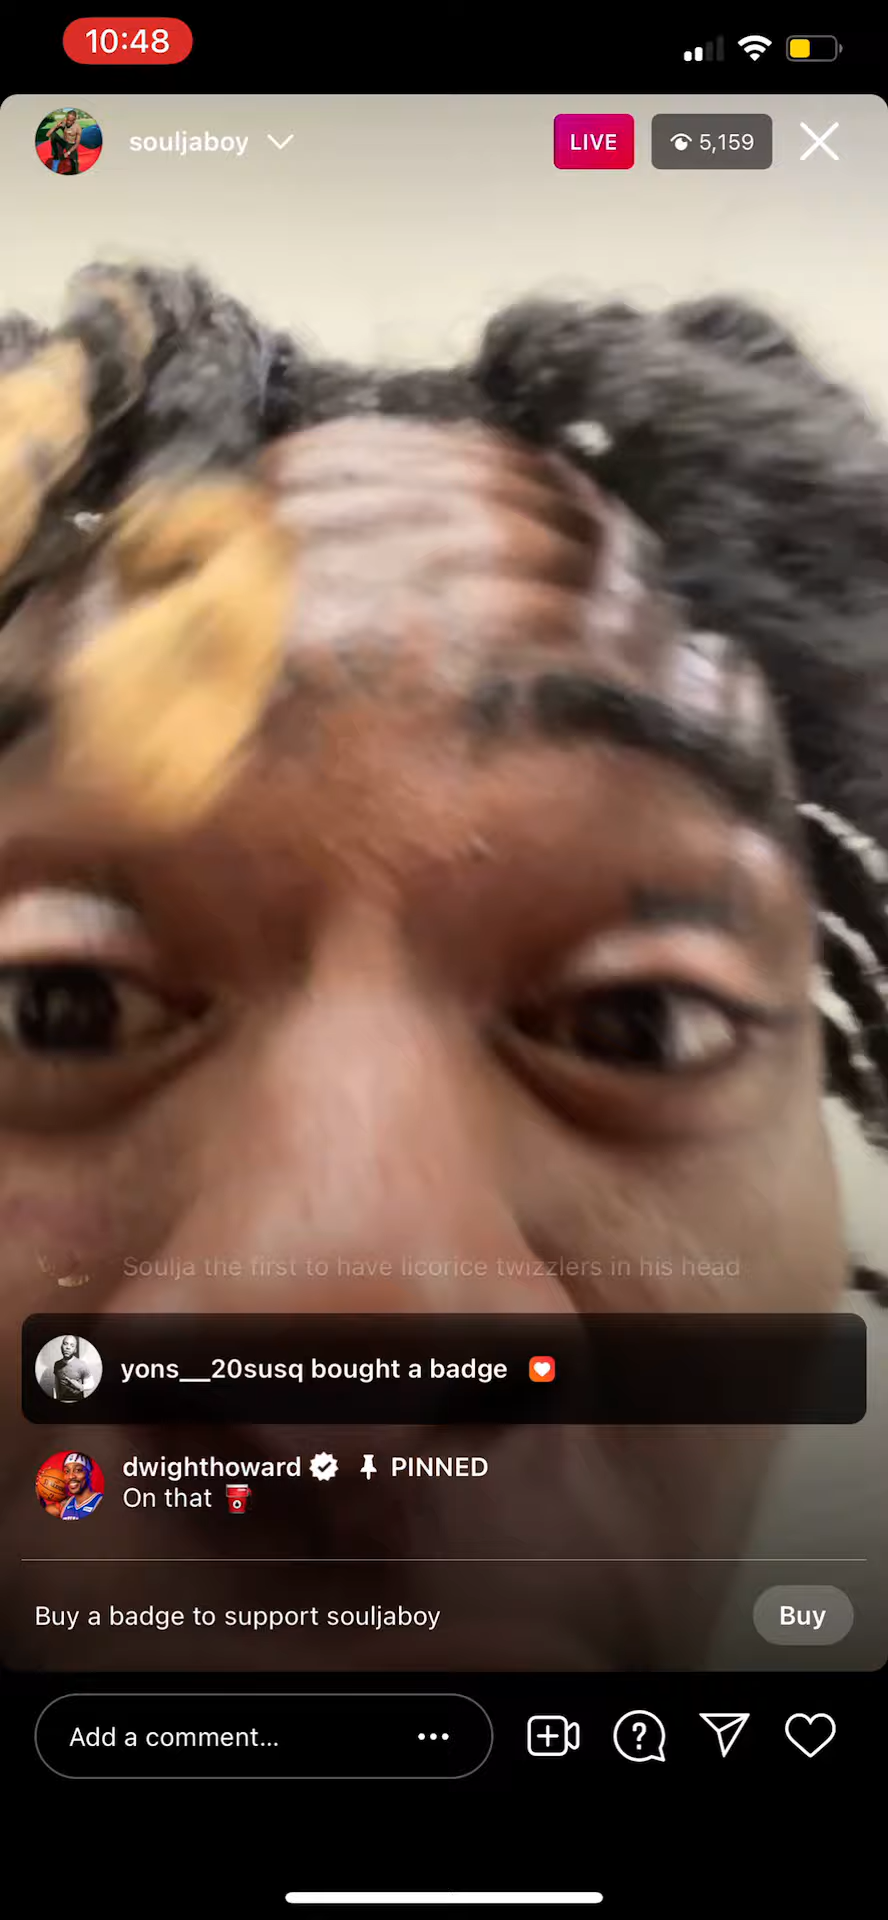 10:48
souljaboy
LIVE
5,159
Soulja the first to have licorice twizzlers in his head
yons__20susq bought a badge
dwighthoward PINNED
On that
Buy a badge to support souljaboy
Buy
Add a comment...